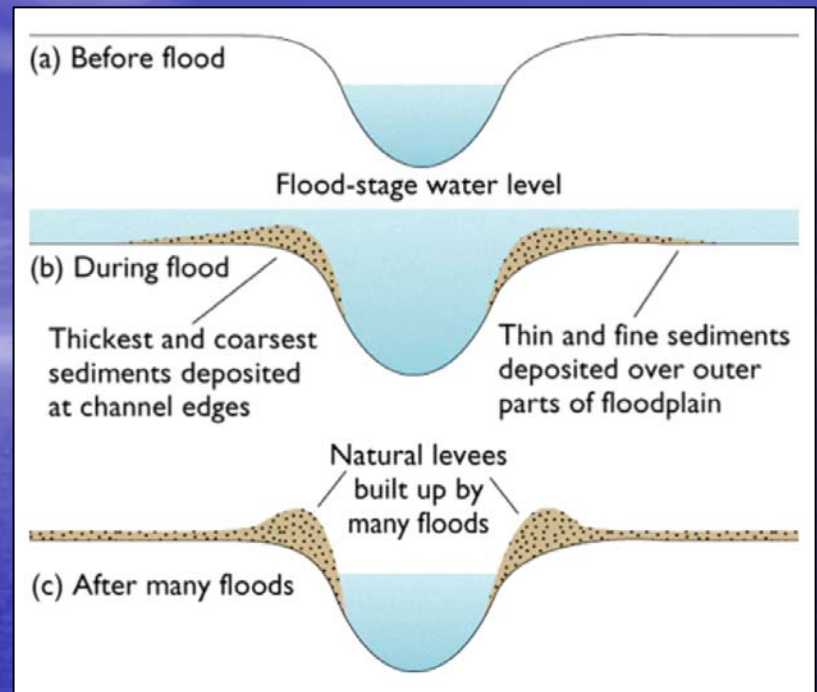 (a) Before flood
Flood-stage water level
(b) During flood
Thickest and coarsest
sediments deposited
at channel edges
Thin and fine sediments
deposited over outer
parts of floodplain
Natural levees
built up by
many floods
(c) After many floods